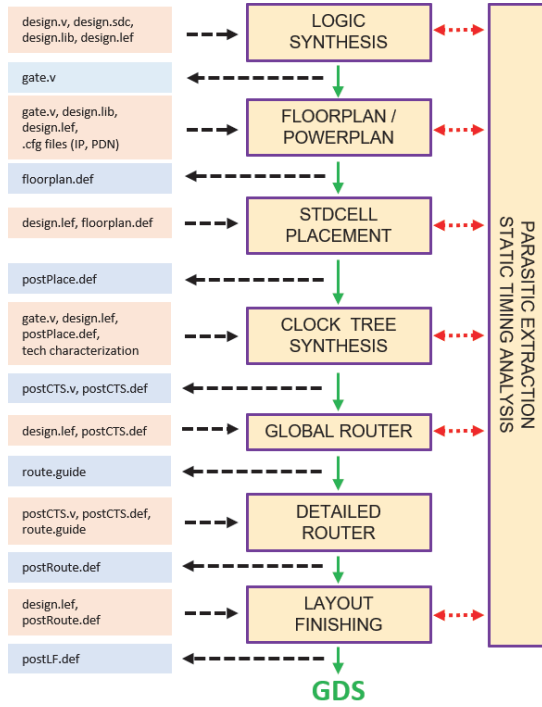 design.v, design.sdc,
design.lib, design.lef
LOGIC
SYNTHESIS
gate.v
gate.v, design.lib,
design.lef,
.cfg files (IP, PDN)
FLOORPLAN /
POWERPLAN
floorplan.def
design.lef, floorplan.def
STDCELL
PLACEMENT
postPlace.def
gate.v, design.lef,
postPlace.def,
tech characterization
CLOCK TREE
SYNTHESIS
postCTS.v, postCTS.def
design.lef, postCTS.def
GLOBAL ROUTER
route.guide
postCTS.v, postCTS.def,
route.guide
DETAILED
ROUTER
postRoute.def
design.lef,
postRoute.def
LAYOUT
FINISHING
postLF.def
GDS
PARASITIC EXTRACTION
STATIC TIMING ANALYSIS